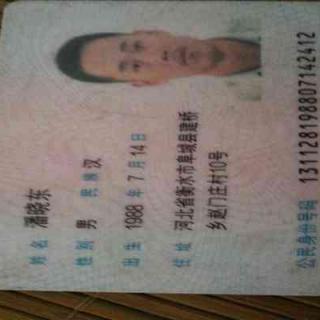 姓名 潘晓东
性别 男 民族 汉
出生 1988 年 7 月 14 日
住址 河北省衡水市阜城县建桥
乡赵门庄村10号
公民身份号码 131128198807142412